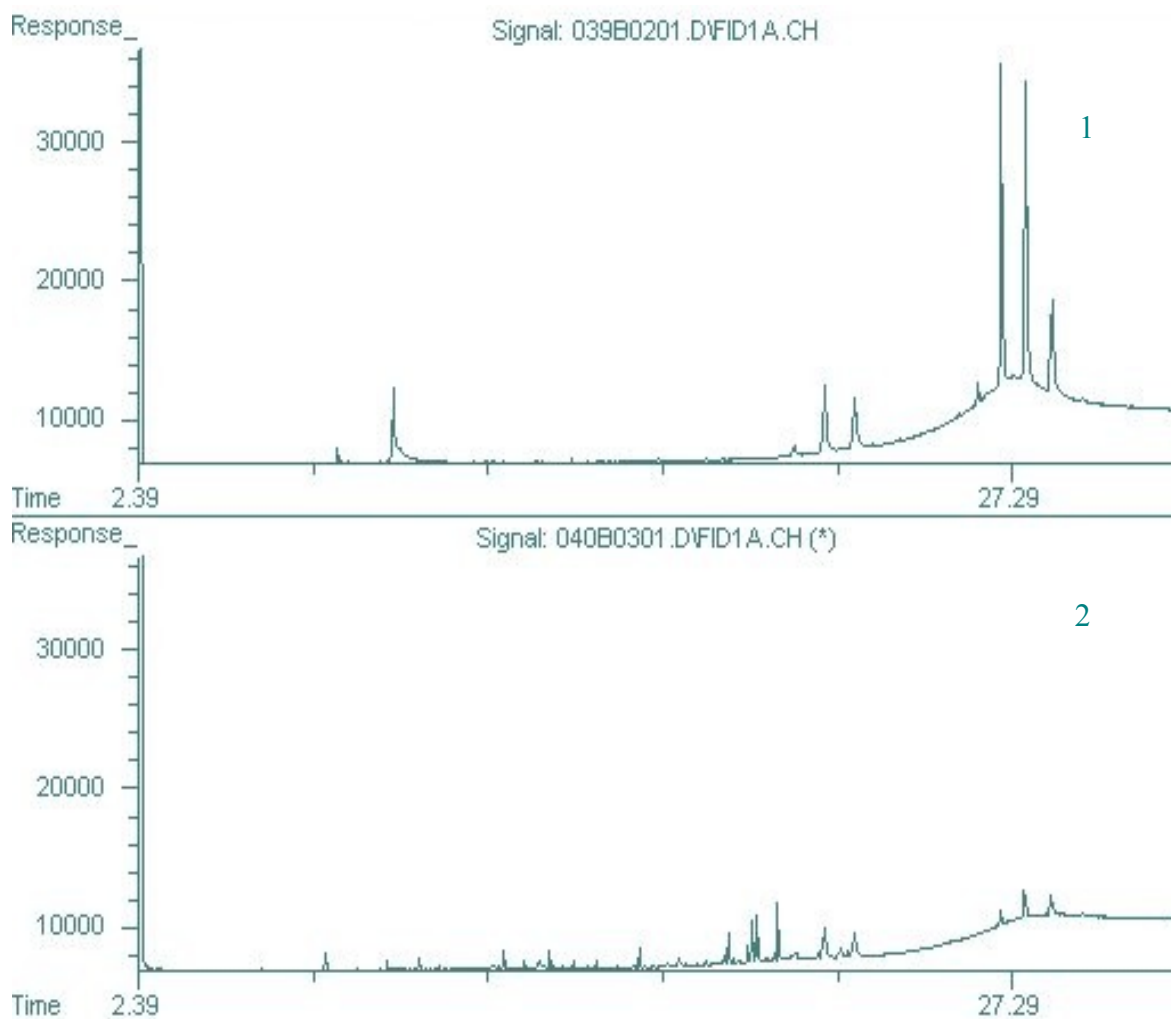 Response_
Signal: 039B0201.D\FID1A.CH
1
30000
20000
10000
Time 2.39 27.29
Response_
Signal: 040B0301.D\FID1A.CH (*)
2
30000
20000
10000
Time 2.39 27.29